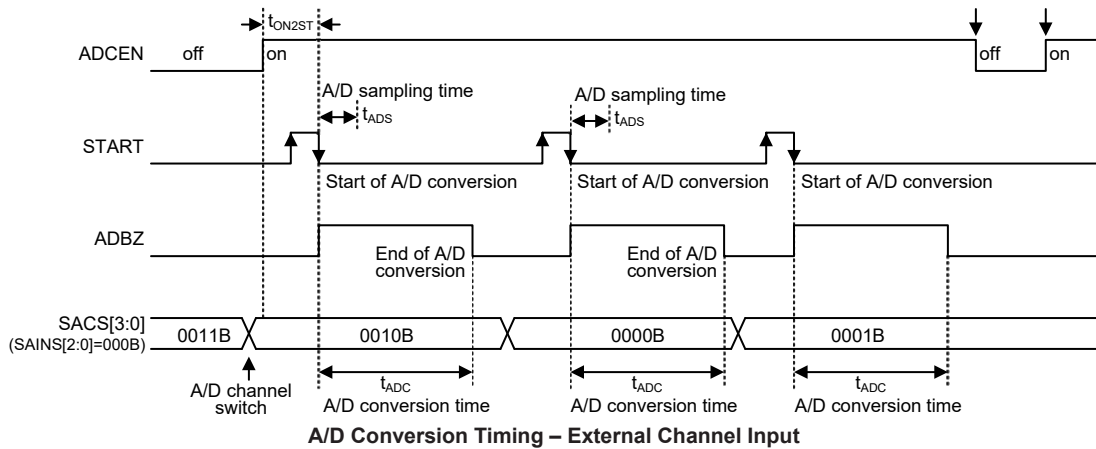 tON2ST
ADCEN
off
on
off
on
A/D sampling time
tADS
A/D sampling time
tADS
START
Start of A/D conversion
Start of A/D conversion
Start of A/D conversion
ADBZ
End of A/D
conversion
End of A/D
conversion
SACS[3:0]
(SAINS[2:0]=000B)
0011B
0010B
0000B
0001B
A/D channel
switch
tADC
A/D conversion time
tADC
A/D conversion time
tADC
A/D conversion time
A/D Conversion Timing – External Channel Input